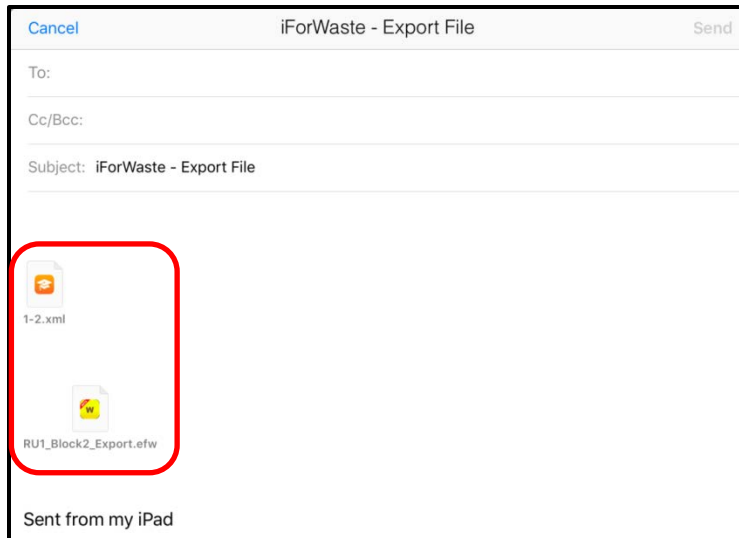 Cancel iForWaste - Export File Send
To:
Cc/Bcc:
Subject: iForWaste - Export File
1-2.xml
W
RU1_Block2_Export.efw
Sent from my iPad